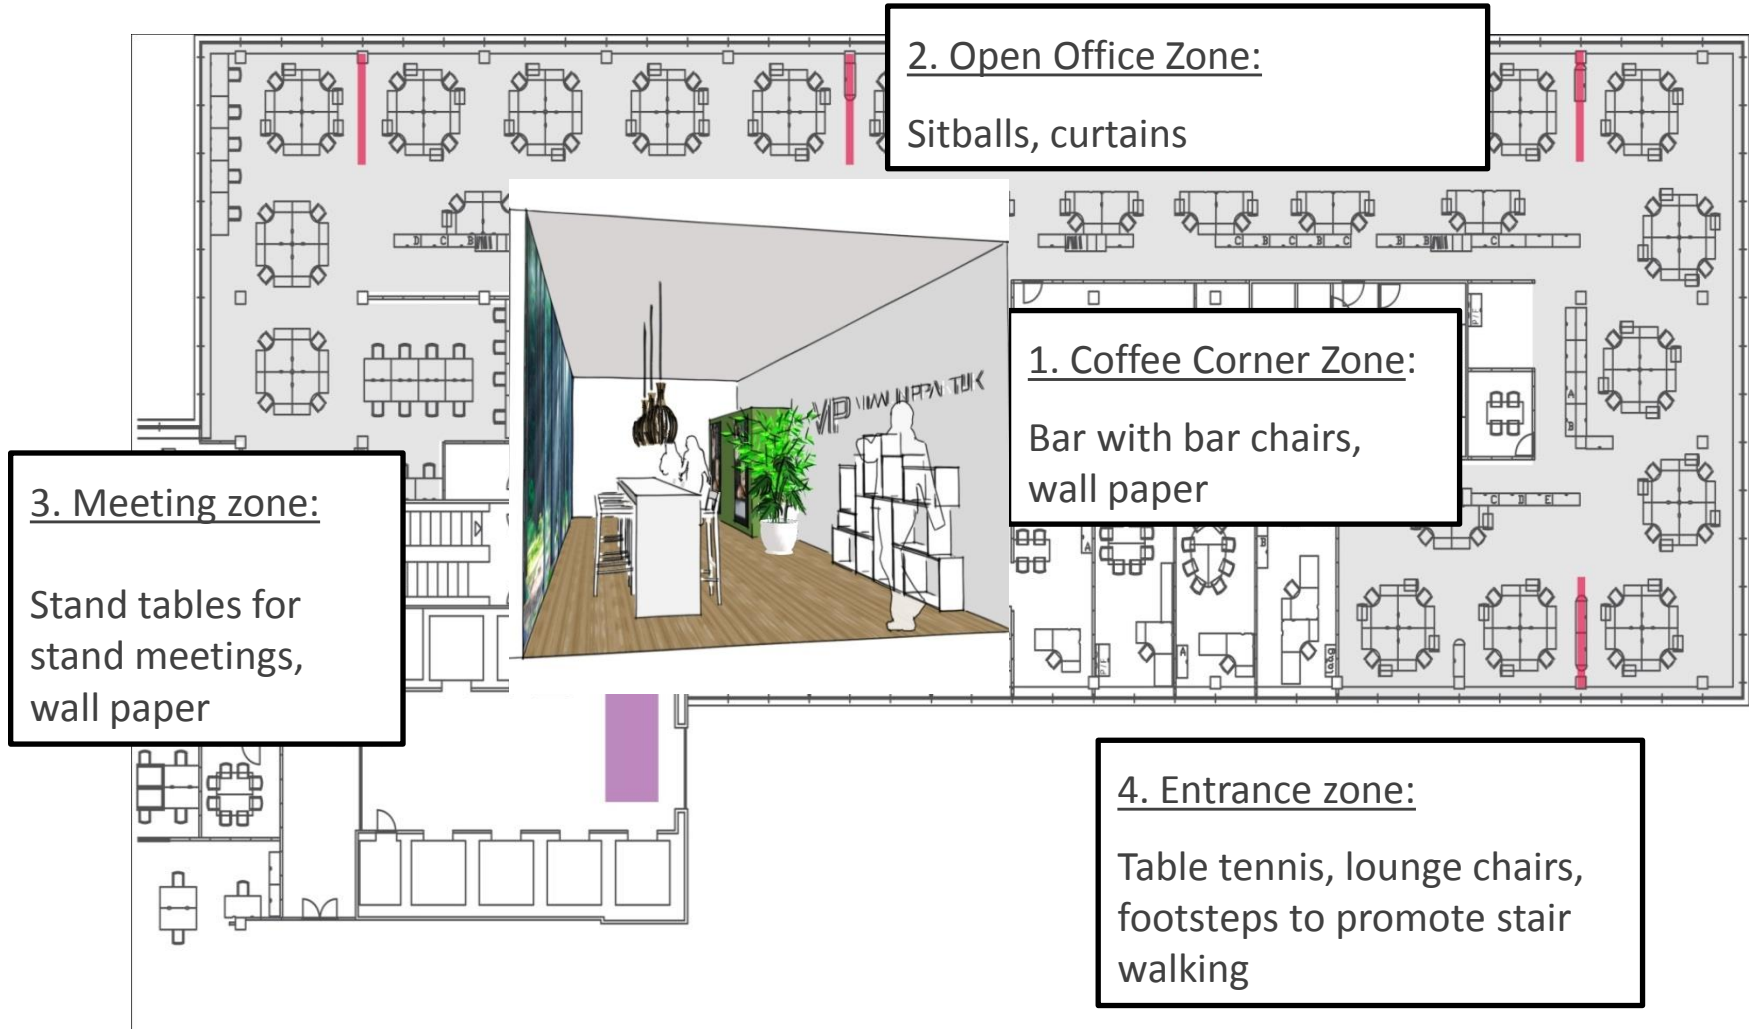 2. Open Office Zone:
Sitballs, curtains
1. Coffee Corner Zone:
Bar with bar chairs,
wall paper
3. Meeting zone:
Stand tables for
stand meetings,
wall paper
4. Entrance zone:
Table tennis, lounge chairs,
footsteps to promote stair
walking
D C B
C B C B C
B B C
A
B
C D E
A
B
A
P/F
P/F
laag
VIP